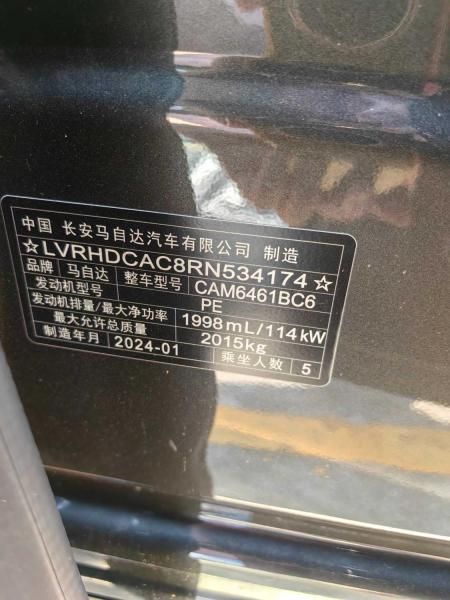 中国 长安马自达汽车有限公司 制造
☆LVRHDCAC8RN534174☆
品牌 马自达 整车型号 CAM6461BC6
发动机型号 PE
发动机排量/最大净功率 1998mL/114kW
最大允许总质量 2015kg
制造年月 2024-01 乘坐人数 5